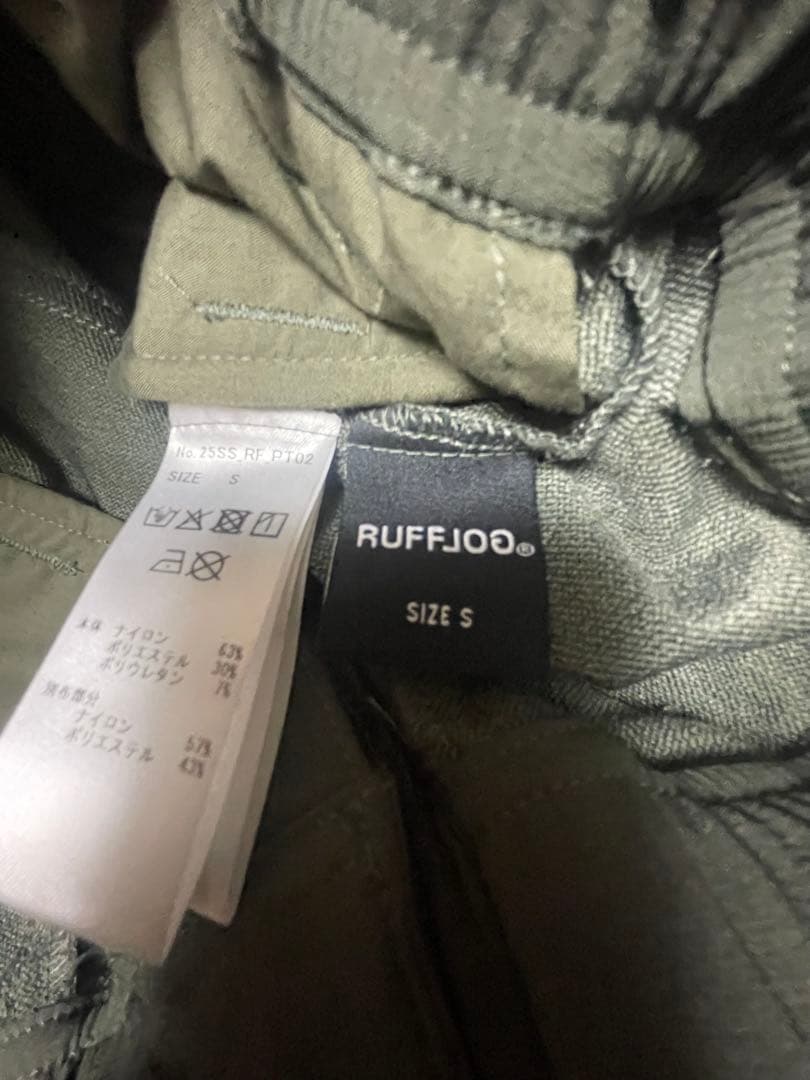 No. 25SS_RF_PT02
SIZE S
本体 ナイロン 63%
ポリエステル 30%
ポリウレタン 7%
別布部分
ナイロン 57%
ポリエステル 43%
RUFFLOG®
SIZE S